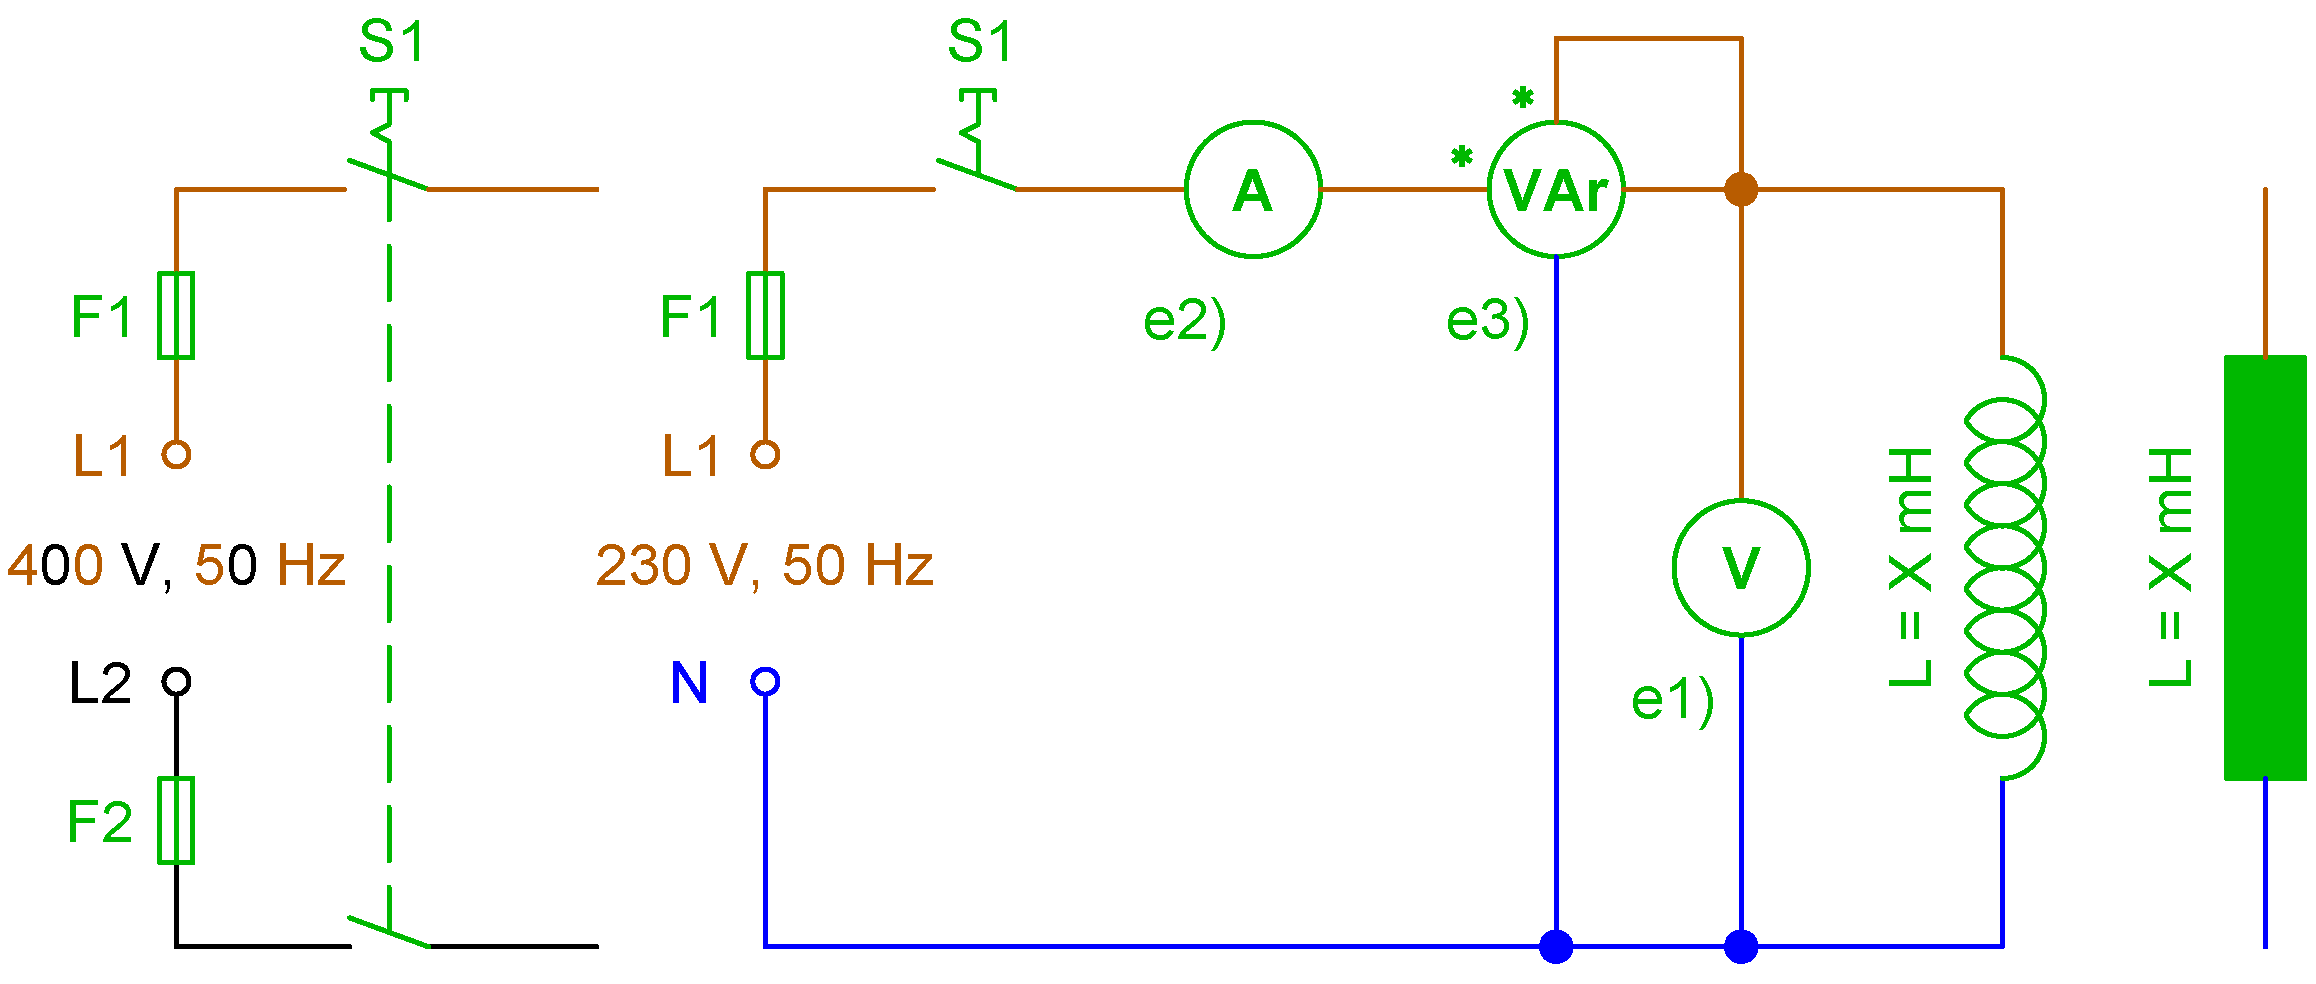 S1
S1
*
*
A
VAr
F1
F1
e2)
e3)
L1
L1
400 V, 50 Hz
230 V, 50 Hz
V
L = X mH
L = X mH
L2
N
e1)
F2